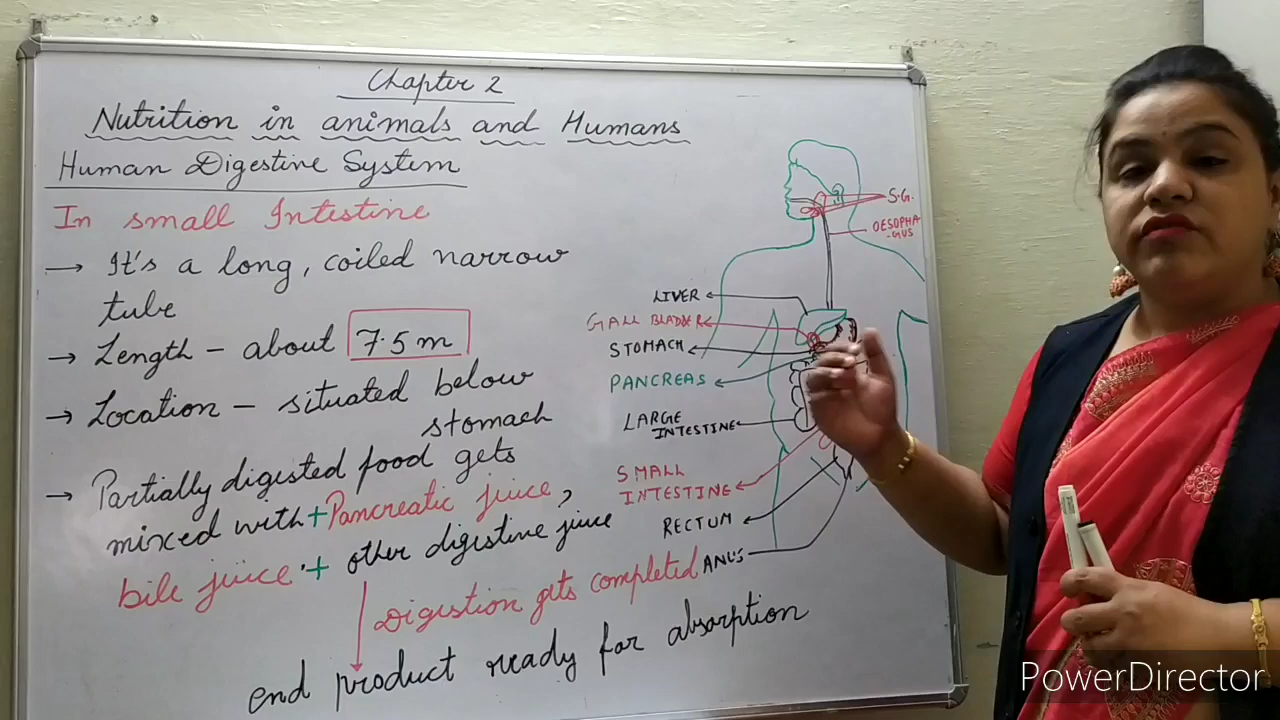 Chapter 2
Nutrition in animals and Humans
Human Digestive System
In small Intestine
→ It's a long, coiled narrow
tube
→ Length – about 7.5 m
→ Location – situated below
stomach
→ Partially digested food gets
mixed with + Pancreatic juice,
bile juice + other digestive juice
Digestion gets completed
end product ready for absorption
S.G.
OESOPHA
-GUS
LIVER
GALL BLADDER
STOMACH
PANCREAS
LARGE
INTESTINE
SMALL
INTESTINE
RECTUM
ANUS
PowerDirector